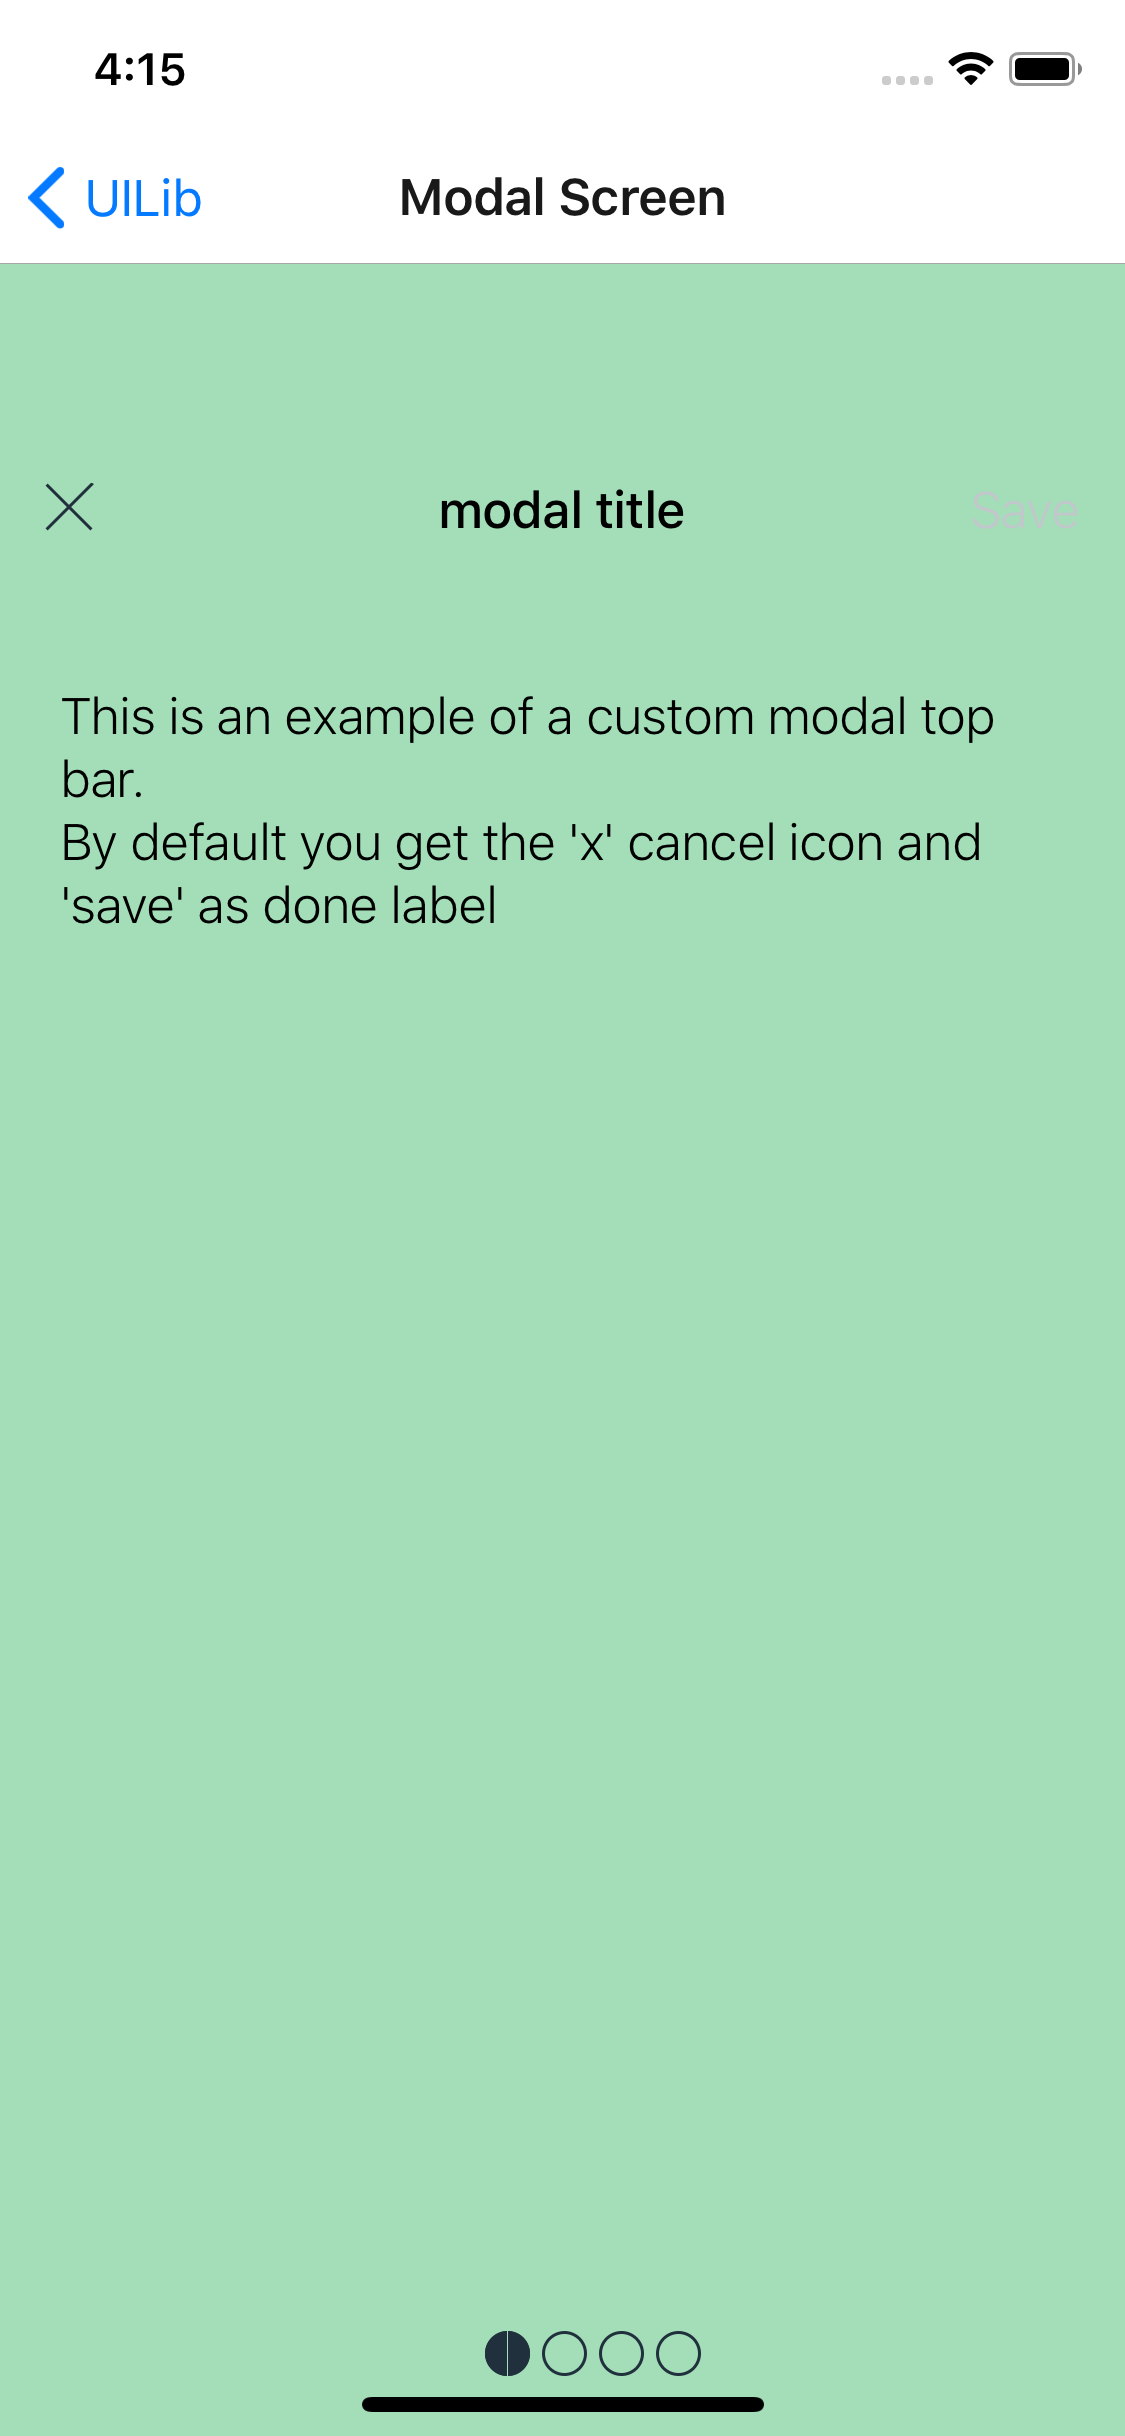 4:15
UILib
Modal Screen
modal title
Save
This is an example of a custom modal top
bar.
By default you get the 'x' cancel icon and
'save' as done label